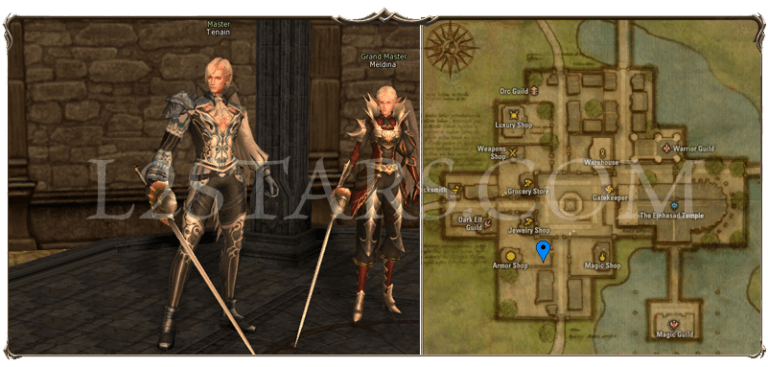 Master
Tenain
Grand Master
Meldina
L2STARS.COM
Orc Guild
Luxury Shop
Weapons
Shop
Warehouse
Warrior Guild
cksmith
Grocery Store
Gatekeeper
Dark Elf
Guild
Jewelry Shop
The Einhasad Temple
Armor Shop
Magic Shop
Magic Guild